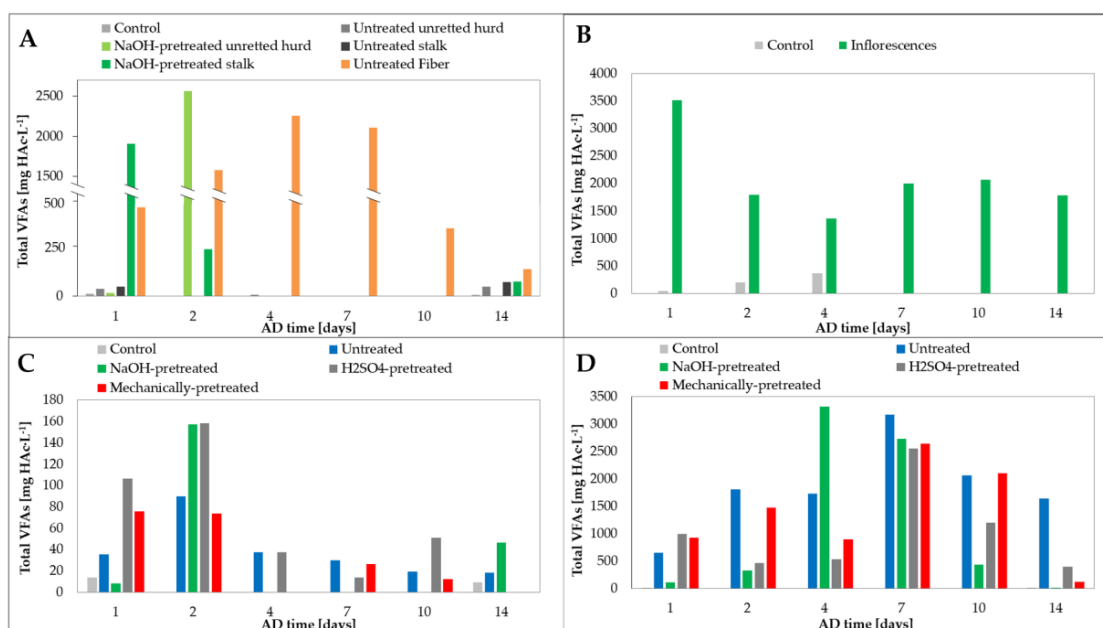 A
Control
Untreated unretted hurd
NaOH-pretreated unretted hurd
Untreated stalk
NaOH-pretreated stalk
Untreated Fiber
Total VFAs [mg HAc·L⁻¹]
2500
2000
1500
500
250
0
1 2 4 7 10 14
AD time [days]
B
Control
Inflorescences
Total VFAs [mg HAc·L⁻¹]
4000
3500
3000
2500
2000
1500
1000
500
0
1 2 4 7 10 14
AD time [days]
C
Control
Untreated
NaOH-pretreated
H2SO4-pretreated
Mechanically-pretreated
Total VFAs [mg HAc·L⁻¹]
180
160
140
120
100
80
60
40
20
0
1 2 4 7 10 14
AD time [days]
D
Control
Untreated
NaOH-pretreated
H2SO4-pretreated
Mechanically-pretreated
Total VFAs [mg HAc·L⁻¹]
3500
3000
2500
2000
1500
1000
500
0
1 2 4 7 10 14
AD time [days]